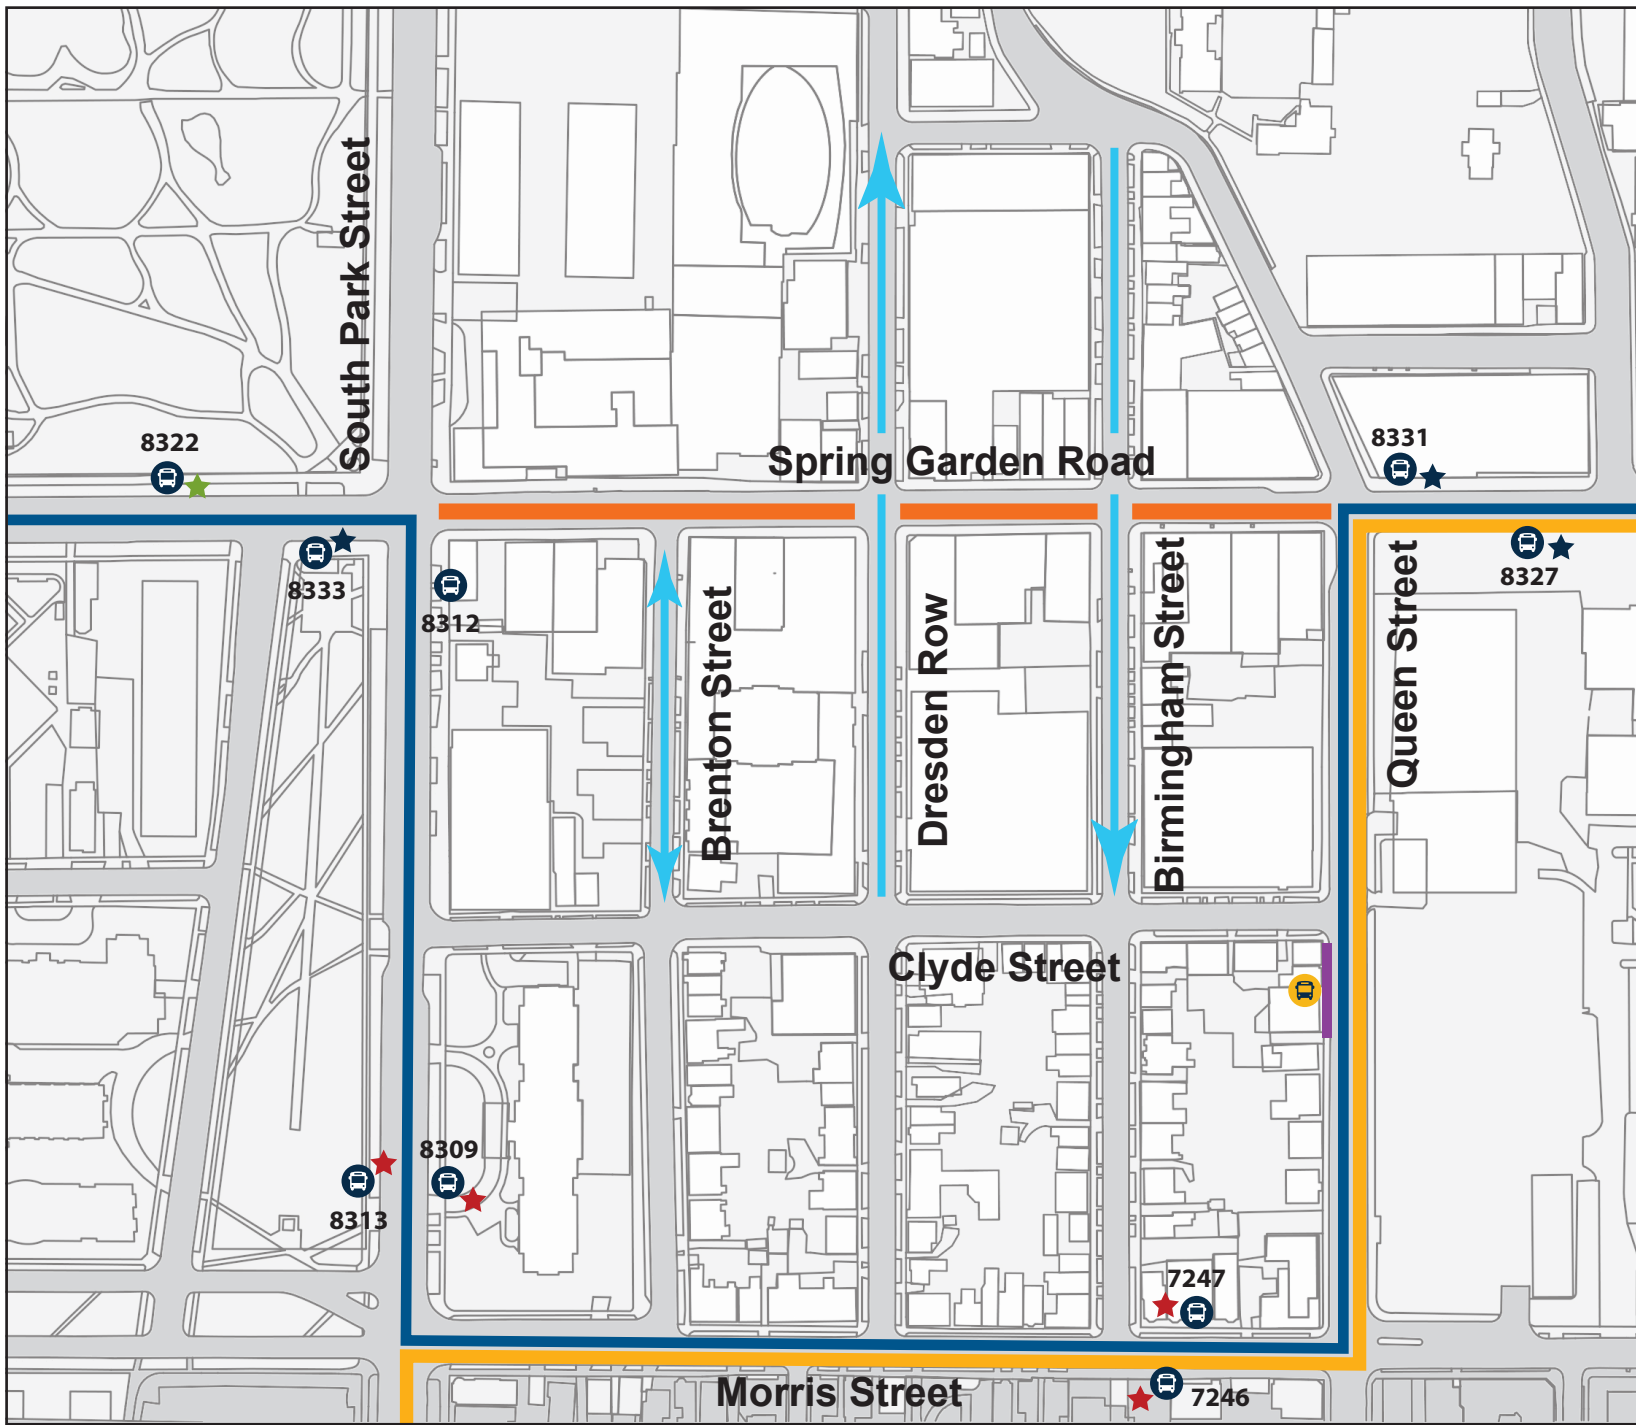 South Park Street
8322
Spring Garden Road
8331
8333
8312
8327
Brenton Street
Dresden Row
Birmingham Street
Queen Street
Clyde Street
8309
8313
7247
Morris Street
7246